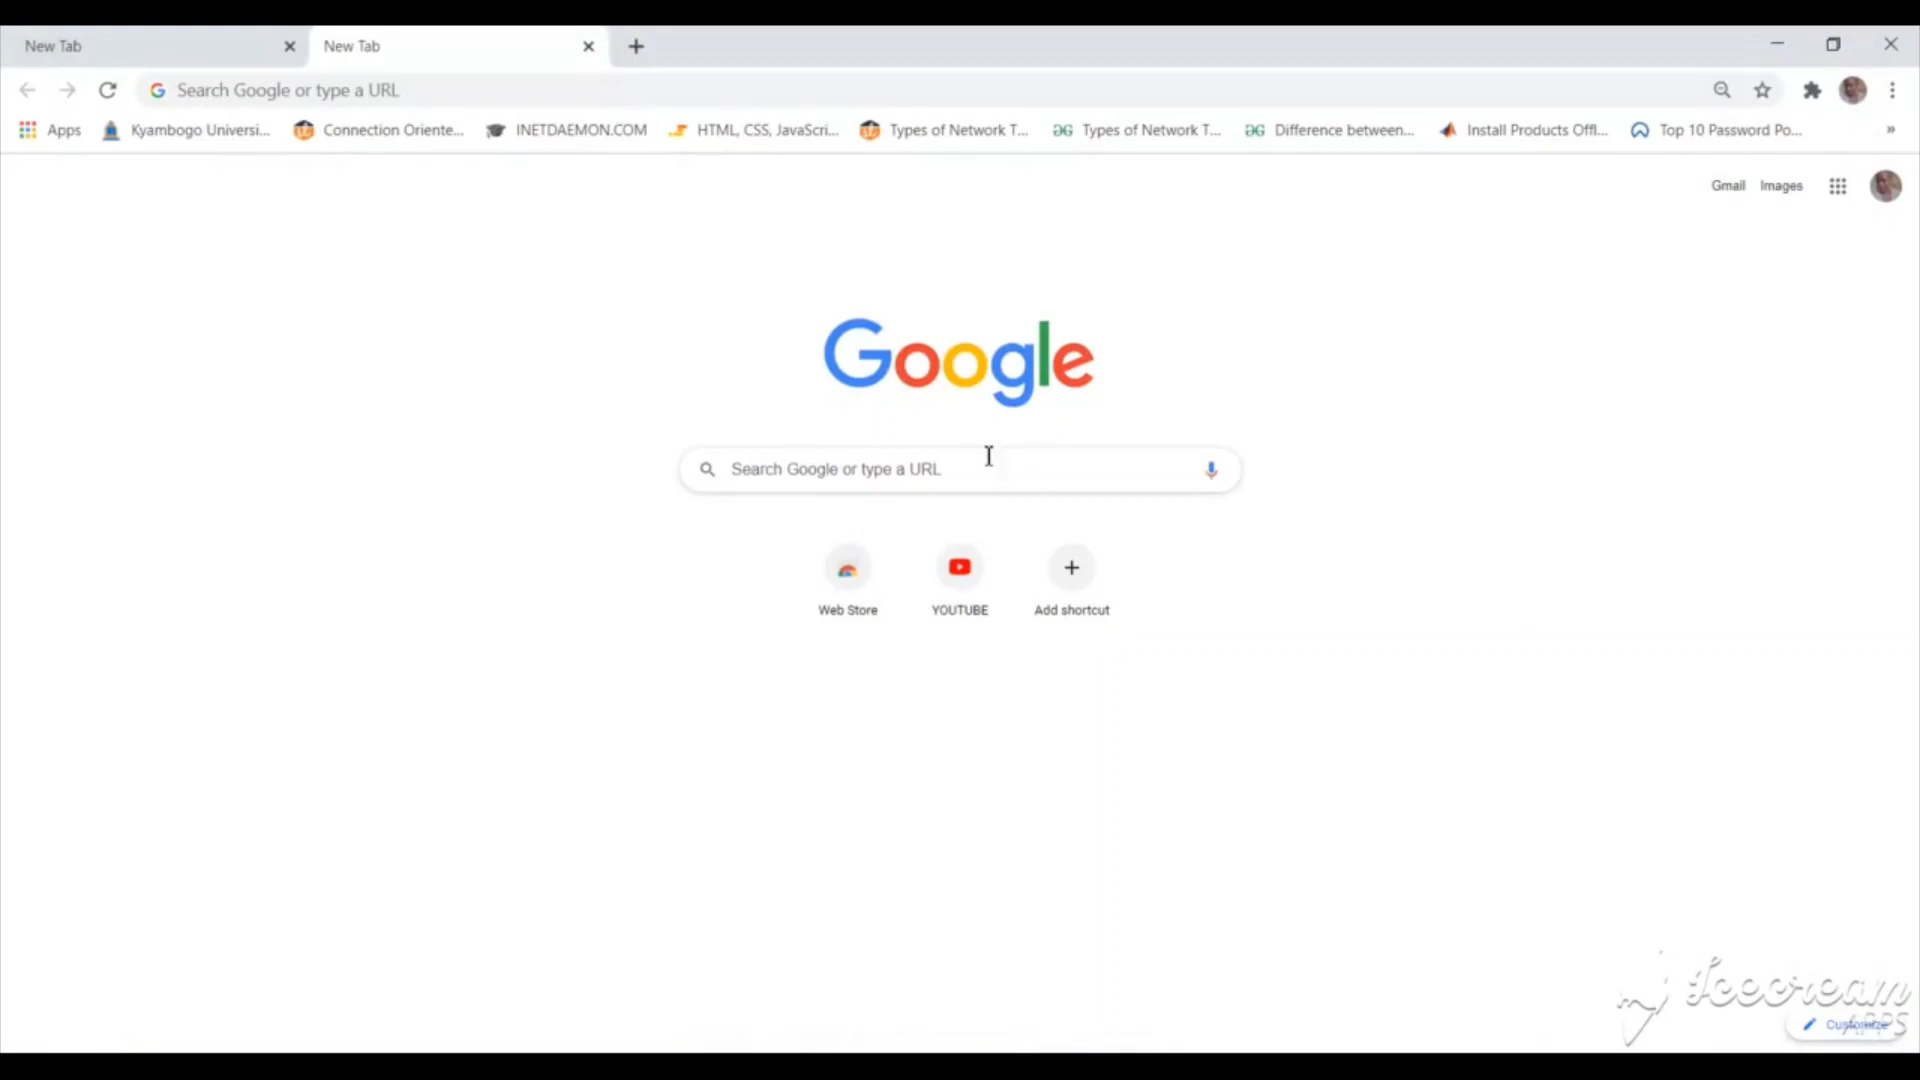 New Tab New Tab
Search Google or type a URL
Apps Kyambogo Universi... Connection Oriente... INETDAEMON.COM HTML, CSS, JavaScri... Types of Network T... Types of Network T... Difference between... Install Products Offl... Top 10 Password Po... »
Gmail Images
Google
Search Google or type a URL
Web Store YOUTUBE Add shortcut
Icecream
APPS
Customize